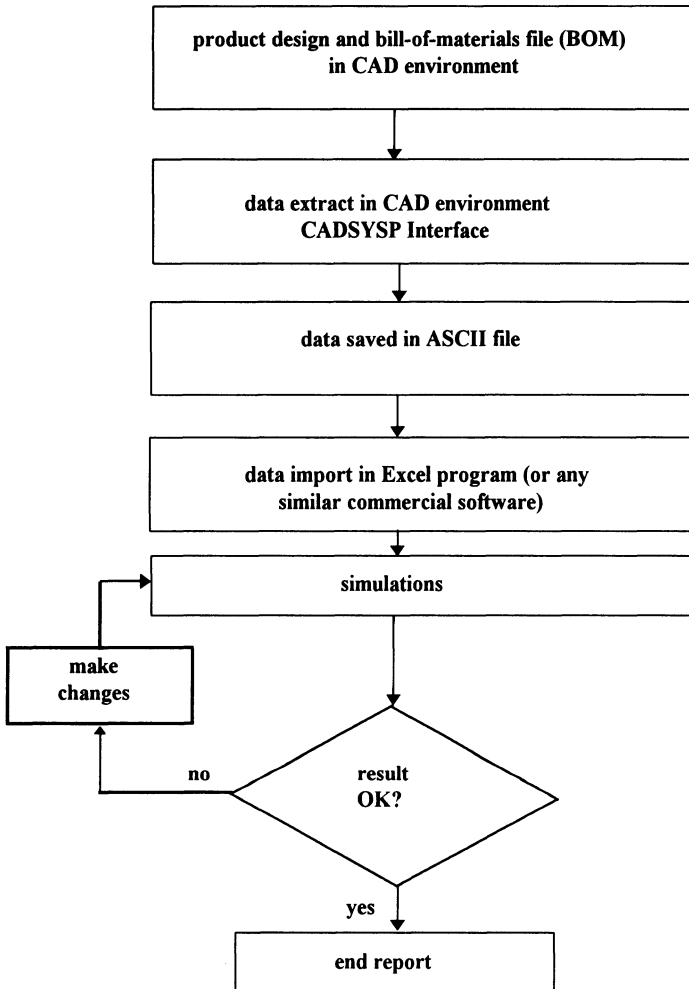 product design and bill-of-materials file (BOM)
in CAD environment
data extract in CAD environment
CADSYSP Interface
data saved in ASCII file
data import in Excel program (or any
similar commercial software)
simulations
make
changes
no
result
OK?
yes
end report